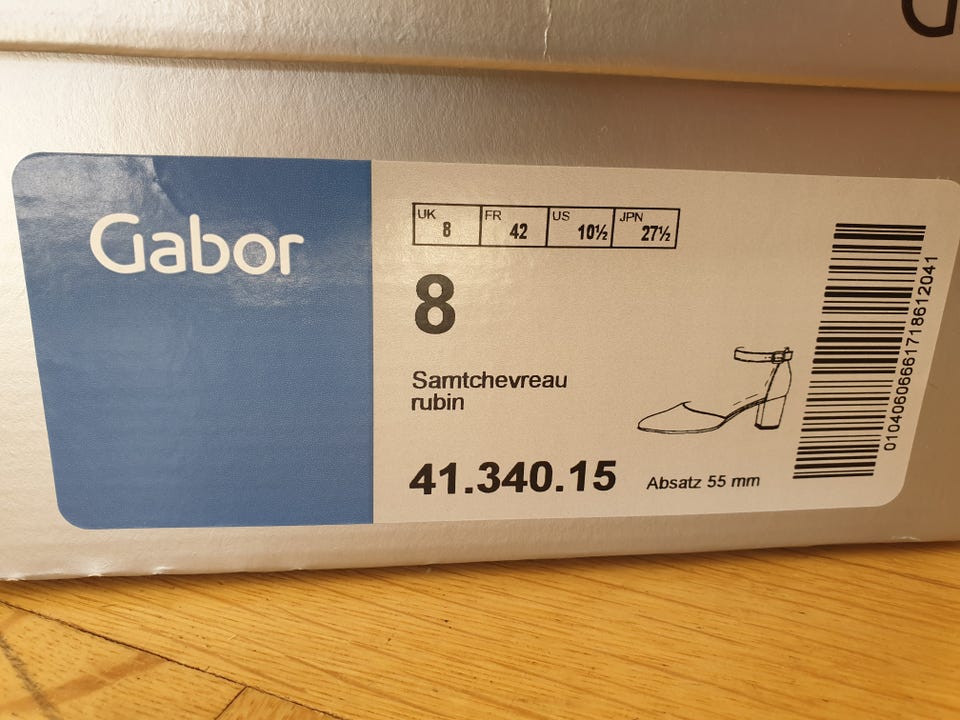 Gabor
UK 8 FR 42 US 10½ JPN 27½
8
Samtchevreau
rubin
41.340.15
Absatz 55 mm
01040606661718612041